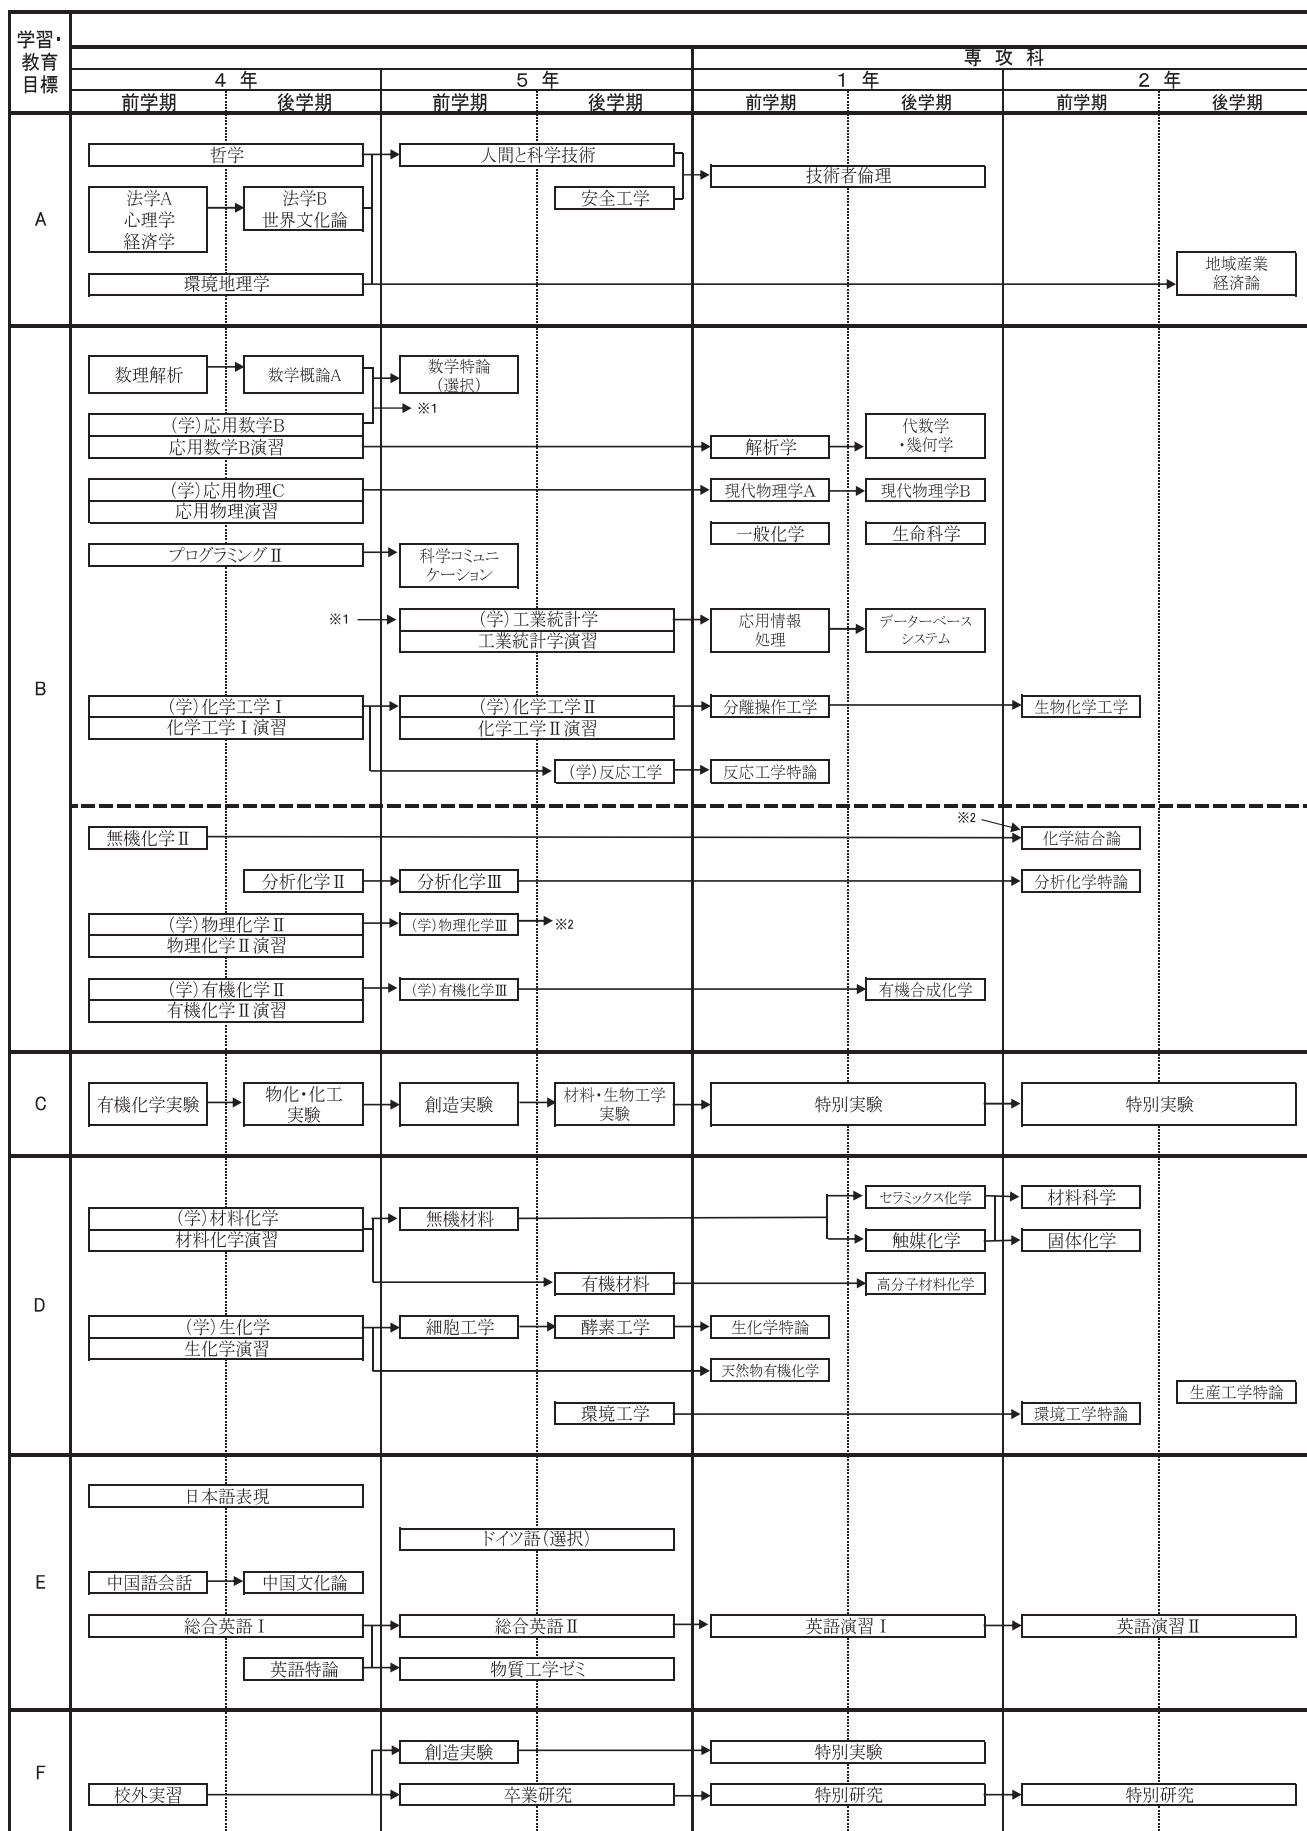 学習・
教育
目標
専 攻 科
4 年
5 年
1 年
2 年
前学期
後学期
前学期
後学期
前学期
後学期
前学期
後学期
A
哲学
人間と科学技術
技術者倫理
法学A
心理学
経済学
法学B
世界文化論
安全工学
環境地理学
地域産業
経済論
B
数理解析
数学概論A
数学特論
(選択)
※1
(学)応用数学B
応用数学B演習
解析学
代数学
・幾何学
(学)応用物理C
応用物理演習
現代物理学A
現代物理学B
一般化学
生命科学
プログラミングⅡ
科学コミュニ
ケーション
※1
(学)工業統計学
工業統計学演習
応用情報
処理
データーベース
システム
(学)化学工学Ⅰ
化学工学Ⅰ演習
(学)化学工学Ⅱ
化学工学Ⅱ演習
分離操作工学
生物化学工学
(学)反応工学
反応工学特論
無機化学Ⅱ
※2
化学結合論
分析化学Ⅱ
分析化学Ⅲ
分析化学特論
(学)物理化学Ⅱ
物理化学Ⅱ演習
(学)物理化学Ⅲ
※2
(学)有機化学Ⅱ
有機化学Ⅱ演習
(学)有機化学Ⅲ
有機合成化学
C
有機化学実験
物化・化工
実験
創造実験
材料・生物工学
実験
特別実験
特別実験
D
(学)材料化学
材料化学演習
無機材料
セラミックス化学
材料科学
触媒化学
固体化学
有機材料
高分子材料化学
(学)生化学
生化学演習
細胞工学
酵素工学
生化学特論
天然物有機化学
生産工学特論
環境工学
環境工学特論
E
日本語表現
ドイツ語(選択)
中国語会話
中国文化論
総合英語Ⅰ
総合英語Ⅱ
英語演習Ⅰ
英語演習Ⅱ
英語特論
物質工学ゼミ
F
創造実験
特別実験
校外実習
卒業研究
特別研究
特別研究